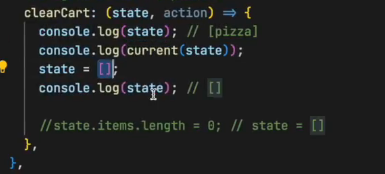 clearCart: (state, action) => {
console.log(state); // [pizza]
console.log(current(state));
state = [];
console.log(state); // []
//state.items.length = 0; // state = []
},
},